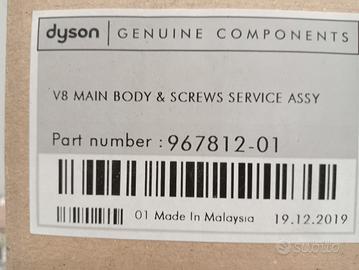 dyson | GENUINE COMPONENTS
V8 MAIN BODY & SCREWS SERVICE ASSY
Part number : 967812-01
01 Made In Malaysia 19.12.2019
subito